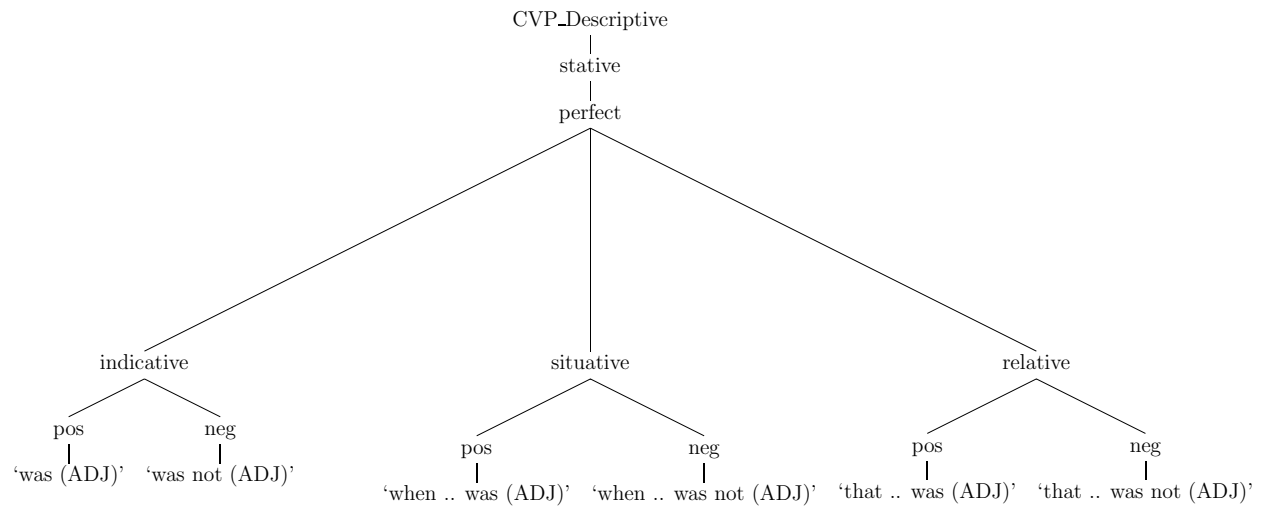 CVP_Descriptive
stative
perfect
indicative situative relative
pos neg pos neg pos neg
‘was (ADJ)’ ‘was not (ADJ)’ ‘when .. was (ADJ)’ ‘when .. was not (ADJ)’ ‘that .. was (ADJ)’ ‘that .. was not (ADJ)’